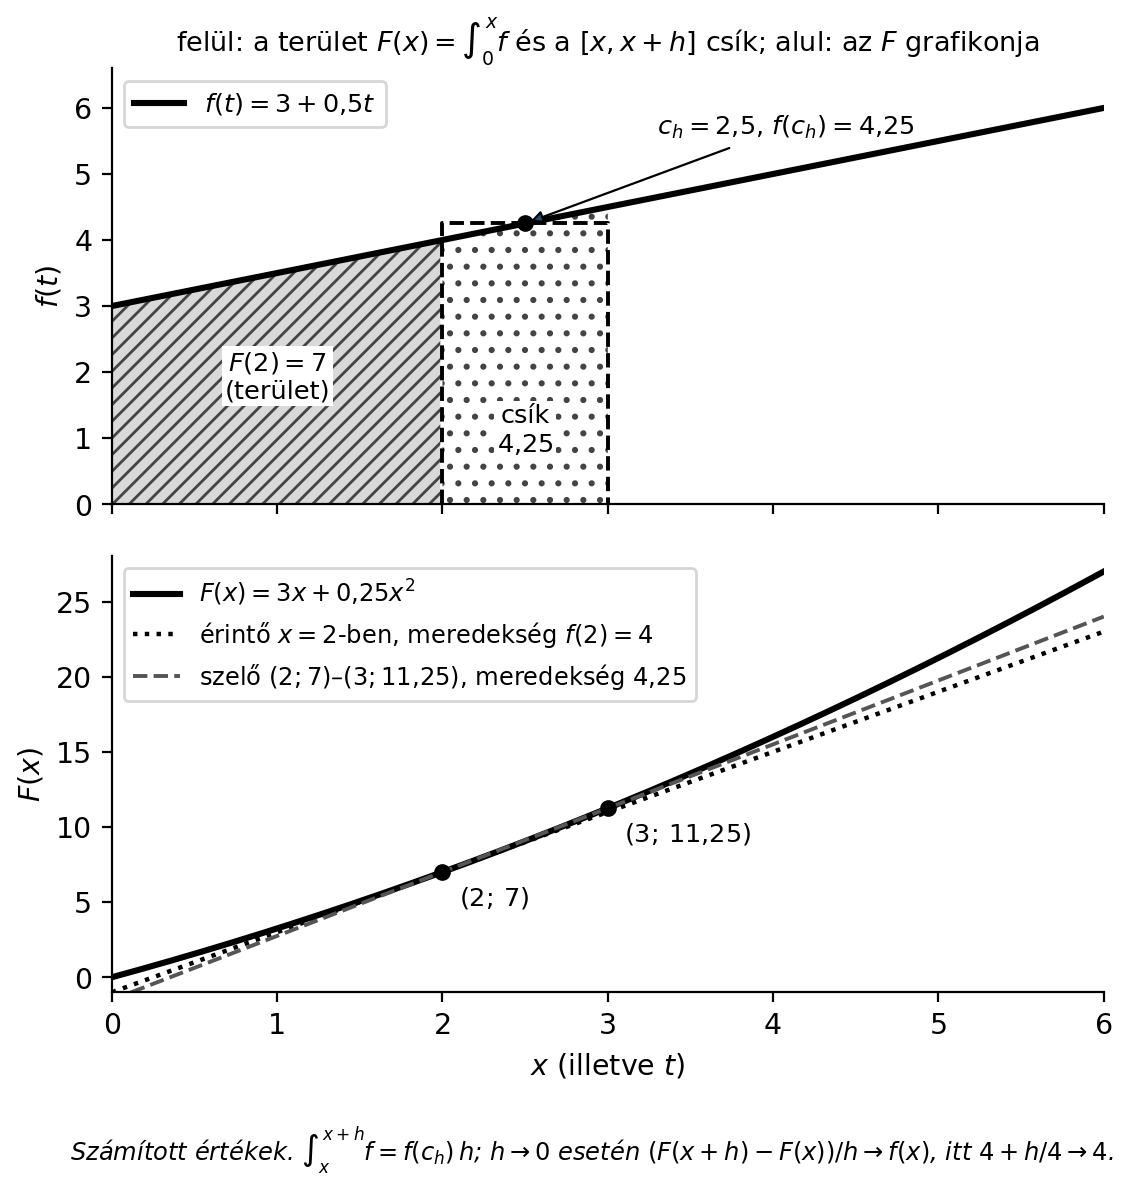 felül: a terület F(x) = ∫₀ˣ f és a [x, x + h] csík; alul: az F grafikonja
f(t) = 3 + 0,5t
c_h = 2,5, f(c_h) = 4,25
F(2) = 7
(terület)
csík
4,25
f(t)
6
5
4
3
2
1
0
F(x) = 3x + 0,25x²
érintő x = 2-ben, meredekség f(2) = 4
szelő (2; 7)–(3; 11,25), meredekség 4,25
(3; 11,25)
(2; 7)
F(x)
25
20
15
10
5
0
0 1 2 3 4 5 6
x (illetve t)
Számított értékek. ∫ₓˣ⁺ʰ f = f(c_h) h; h → 0 esetén (F(x + h) − F(x))/h → f(x), itt 4 + h/4 → 4.